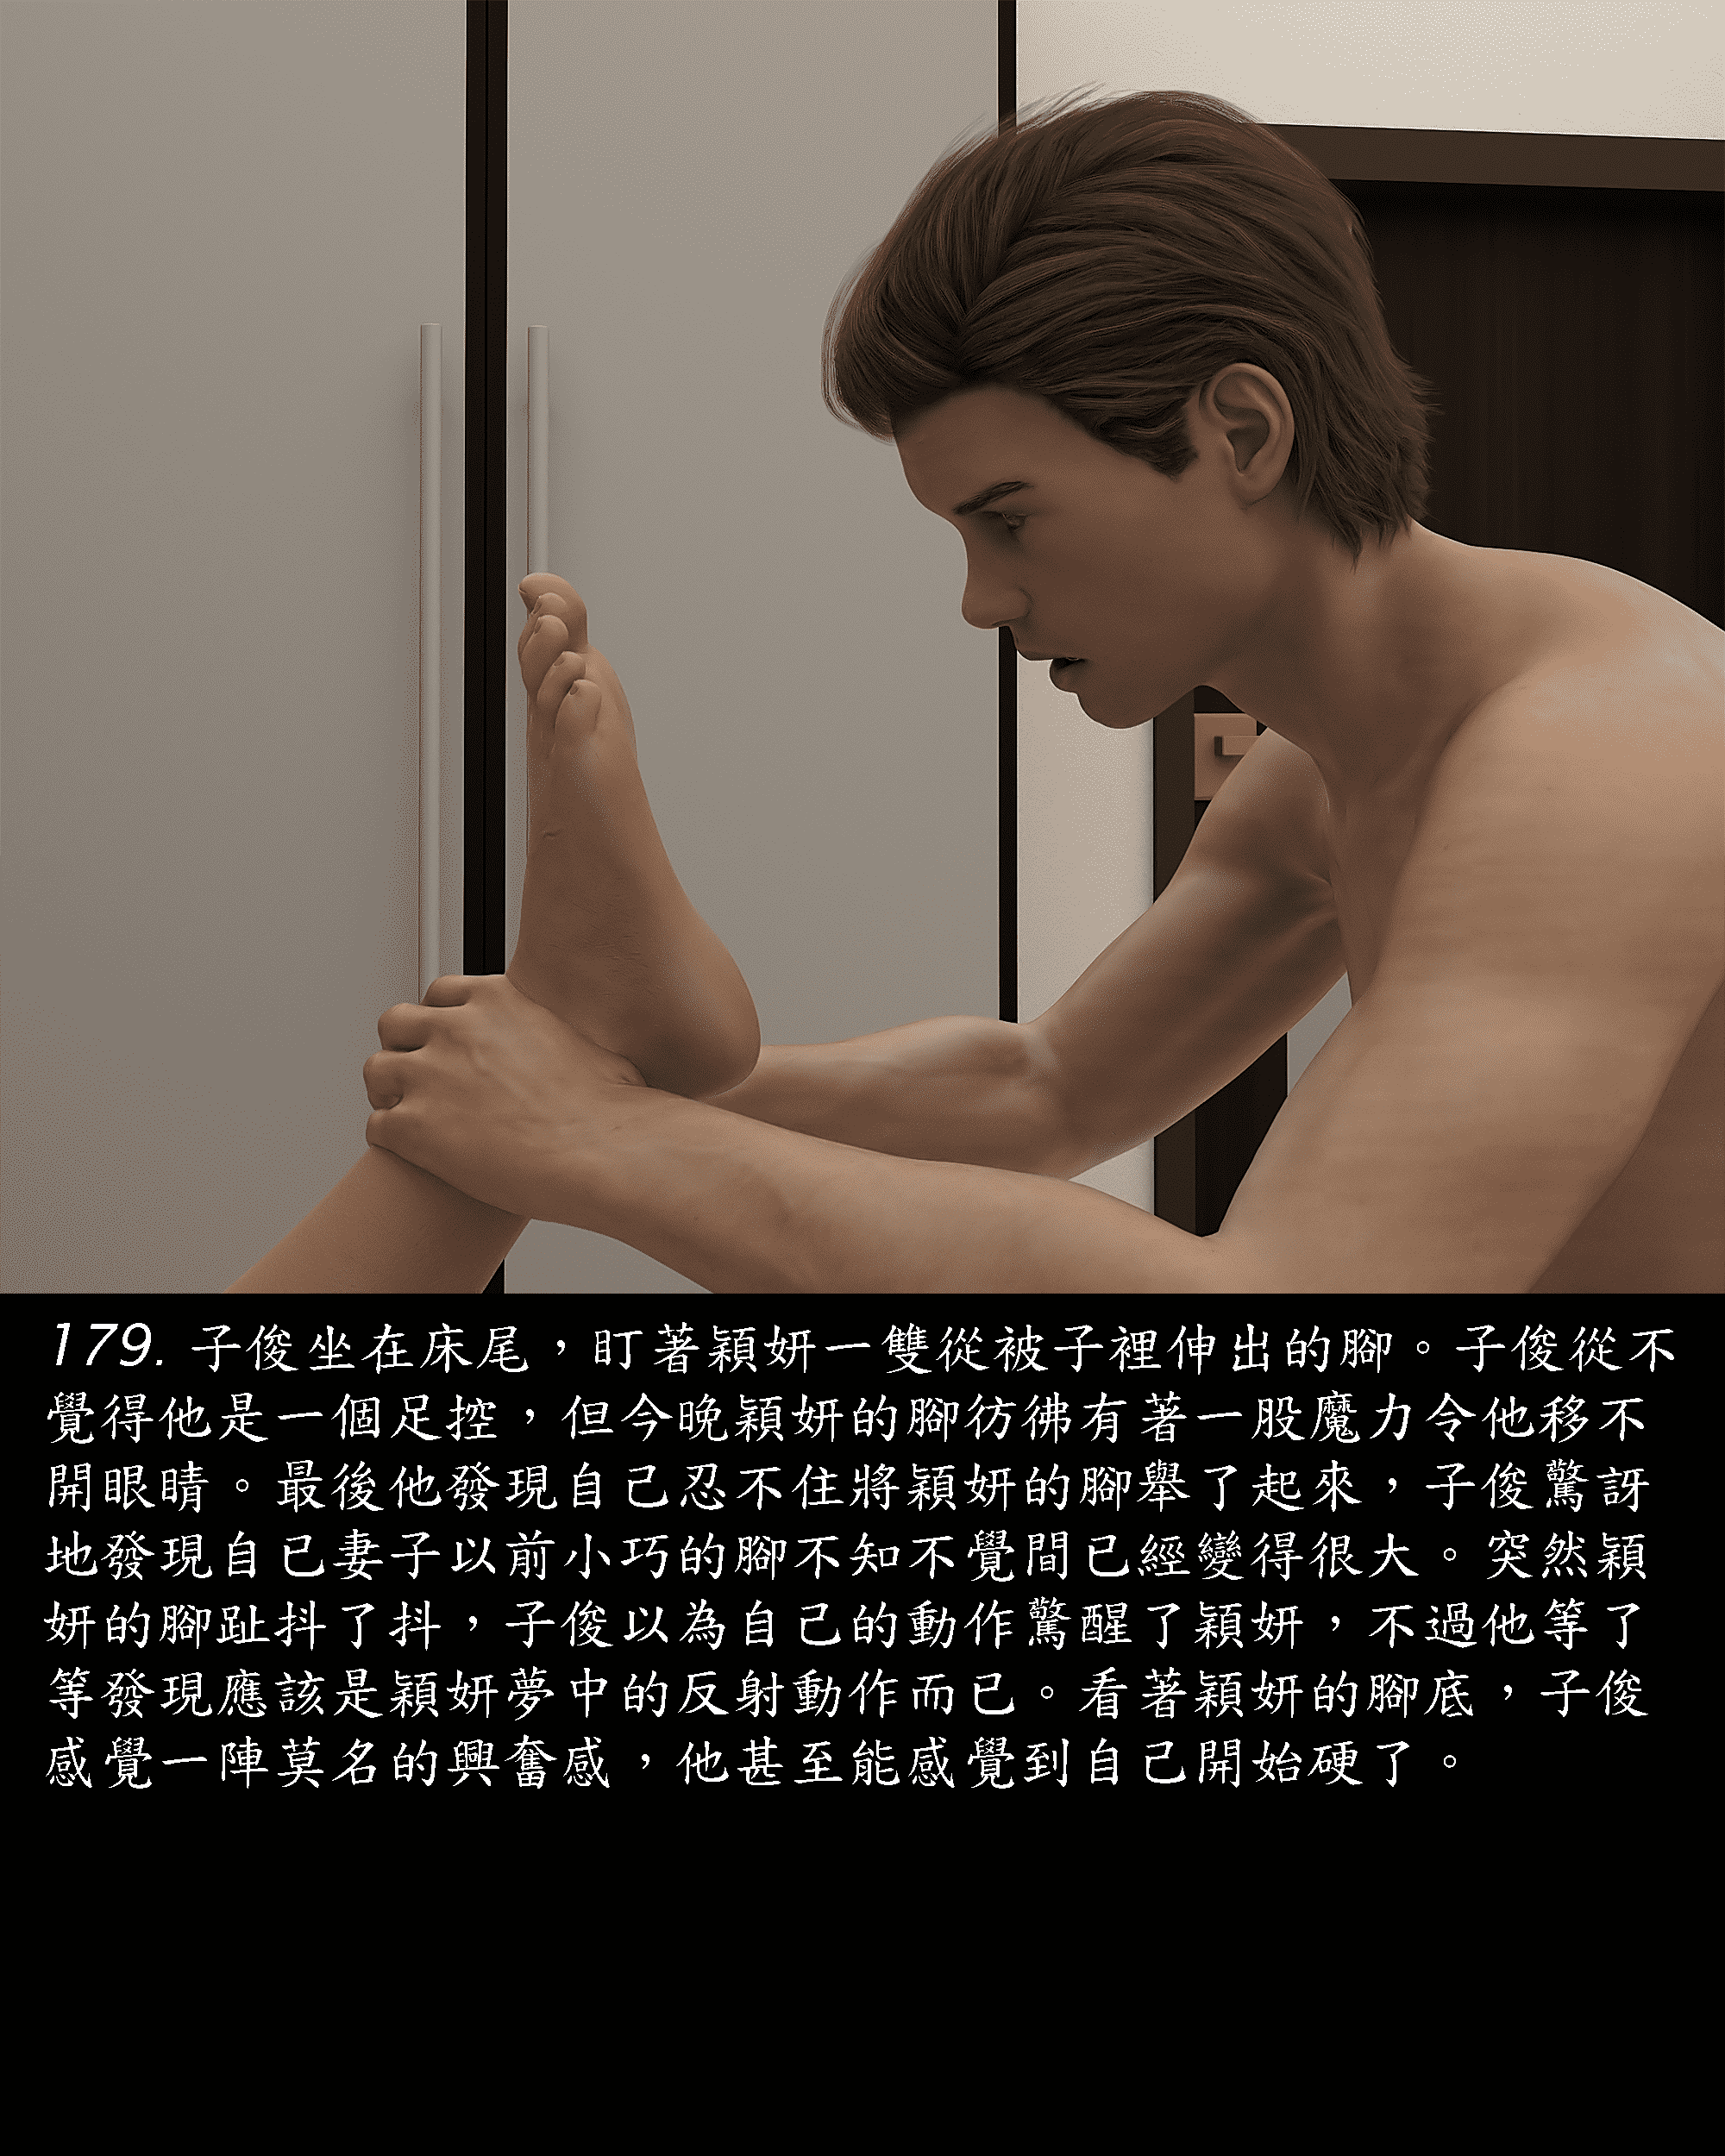 179. 子俊坐在床尾，盯著穎妍一雙從被子裡伸出的腳。子俊從不
覺得他是一個足控，但今晚穎妍的腳彷彿有著一股魔力令他移不
開眼睛。最後他發現自己忍不住將穎妍的腳舉了起來，子俊驚訝
地發現自已妻子以前小巧的腳不知不覺間已經變得很大。突然穎
妍的腳趾抖了抖，子俊以為自己的動作驚醒了穎妍，不過他等了
等發現應該是穎妍夢中的反射動作而已。看著穎妍的腳底，子俊
感覺一陣莫名的興奮感，他甚至能感覺到自己開始硬了。